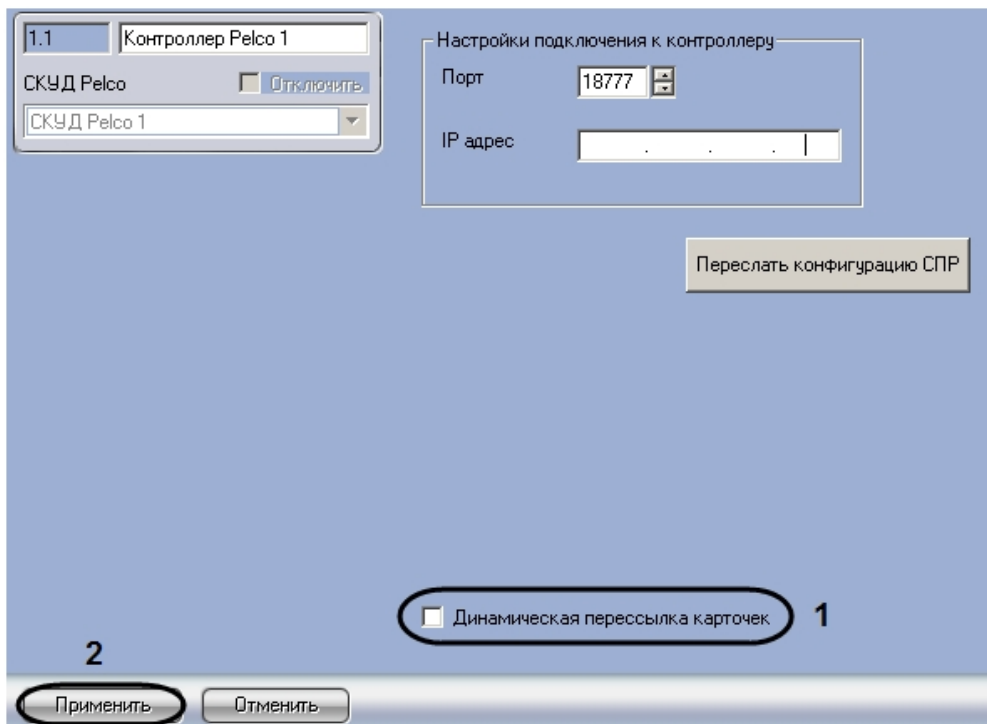 1.1 Контроллер Pelco 1
СКУД Pelco Отключить
СКУД Pelco 1
Настройки подключения к контроллеру
Порт 18777
IP адрес . . .
Переслать конфигурацию СПР
Динамическая перессылка карточек 1
2
Применить Отменить